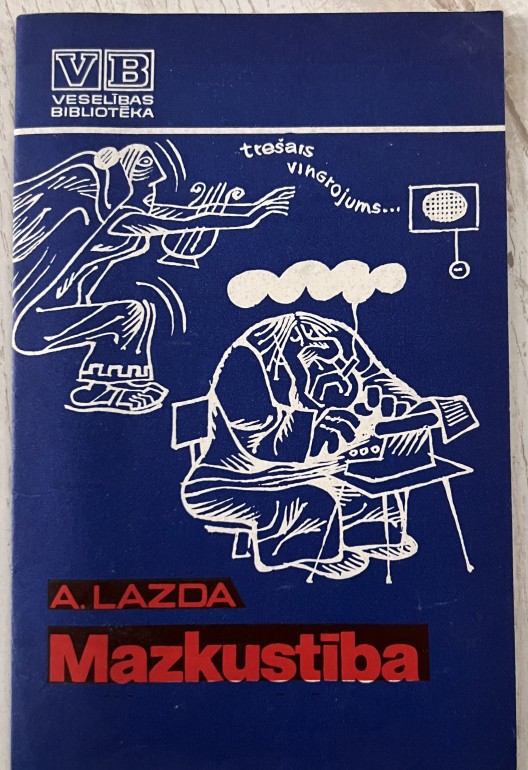 VB
VESELĪBAS
BIBLIOTĒKA
trešais
vingrojums...
A. LAZDA
Mazkustība